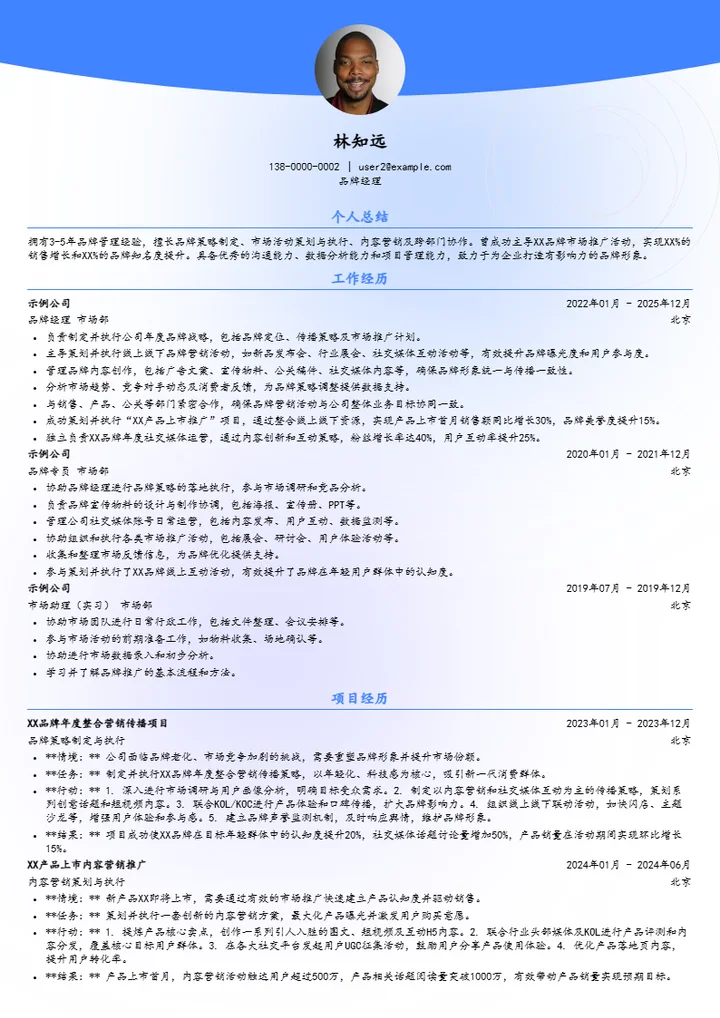 林知远
138-0000-0002 | user2@example.com
品牌经理
个人总结
拥有3-5年品牌管理经验，擅长品牌策略制定、市场活动策划与执行、内容营销及跨部门协作。曾成功主导XX品牌市场推广活动，实现XX%的
销售增长和XX%的品牌知名度提升。具备优秀的沟通能力、数据分析能力和项目管理能力，致力于为企业打造有影响力的品牌形象。
工作经历
示例公司 2022年01月 - 2025年12月
品牌经理 市场部 北京
• 负责制定并执行公司年度品牌战略，包括品牌定位、传播策略及市场推广计划。
• 主导策划并执行线上线下品牌营销活动，如新品发布会、行业展会、社交媒体互动活动等，有效提升品牌曝光度和用户参与度。
• 管理品牌内容创作，包括广告文案、宣传物料、公关稿件、社交媒体内容等，确保品牌形象统一与传播一致性。
• 分析市场趋势、竞争对手动态及消费者反馈，为品牌策略调整提供数据支持。
• 与销售、产品、公关等部门紧密合作，确保品牌营销活动与公司整体业务目标协同一致。
• 成功策划并执行“XX产品上市推广”项目，通过整合线上线下资源，实现产品上市首月销售额同比增长30%，品牌美誉度提升15%。
• 独立负责XX品牌年度社交媒体运营，通过内容创新和互动策略，粉丝增长率达40%，用户互动率提升25%。
示例公司 2020年01月 - 2021年12月
品牌专员 市场部 北京
• 协助品牌经理进行品牌策略的落地执行，参与市场调研和竞品分析。
• 负责品牌宣传物料的设计与制作协调，包括海报、宣传册、PPT等。
• 管理公司社交媒体账号日常运营，包括内容发布、用户互动、数据监测等。
• 协助组织和执行各类市场推广活动，包括展会、研讨会、用户体验活动等。
• 收集和整理市场反馈信息，为品牌优化提供支持。
• 参与策划并执行了XX品牌线上互动活动，有效提升了品牌在年轻用户群体中的认知度。
示例公司 2019年07月 - 2019年12月
市场助理（实习） 市场部 北京
• 协助市场团队进行日常行政工作，包括文件整理、会议安排等。
• 参与市场活动的前期准备工作，如物料收集、场地确认等。
• 协助进行市场数据录入和初步分析。
• 学习并了解品牌推广的基本流程和方法。
项目经历
XX品牌年度整合营销传播项目 2023年01月 - 2023年12月
品牌策略制定与执行 北京
• **情境：** 公司面临品牌老化、市场竞争加剧的挑战，需要重塑品牌形象并提升市场份额。
• **任务：** 制定并执行XX品牌年度整合营销传播策略，以年轻化、科技感为核心，吸引新一代消费群体。
• **行动：** 1. 深入进行市场调研与用户画像分析，明确目标受众需求。2. 制定以内容营销和社交媒体互动为主的传播策略，策划系
列创意话题和短视频内容。3. 联合KOL/KOC进行产品体验和口碑传播，扩大品牌影响力。4. 组织线上线下联动活动，如快闪店、主题
沙龙等，增强用户体验和参与感。5. 建立品牌声誉监测机制，及时响应舆情，维护品牌形象。
• **结果：** 项目成功使XX品牌在目标年轻群体中的认知度提升20%，社交媒体话题讨论量增加50%，产品销量在活动期间实现环比增长
15%。
XX产品上市内容营销推广 2024年01月 - 2024年06月
内容营销策划与执行 北京
• **情境：** 新产品XX即将上市，需要通过有效的市场推广快速建立产品认知度并驱动销售。
• **任务：** 策划并执行一套创新的内容营销方案，最大化产品曝光并激发用户购买意愿。
• **行动：** 1. 提炼产品核心卖点，创作一系列引人入胜的图文、短视频及互动H5内容。2. 联合行业头部媒体及KOL进行产品评测和内
容分发，覆盖核心目标用户群体。3. 在各大社交平台发起用户UGC征集活动，鼓励用户分享产品使用体验。4. 优化产品落地页内容，
提升用户转化率。
• **结果：** 产品上市首月，内容营销活动触达用户超过500万，产品相关话题阅读量突破1000万，有效带动产品销量实现预期目标。